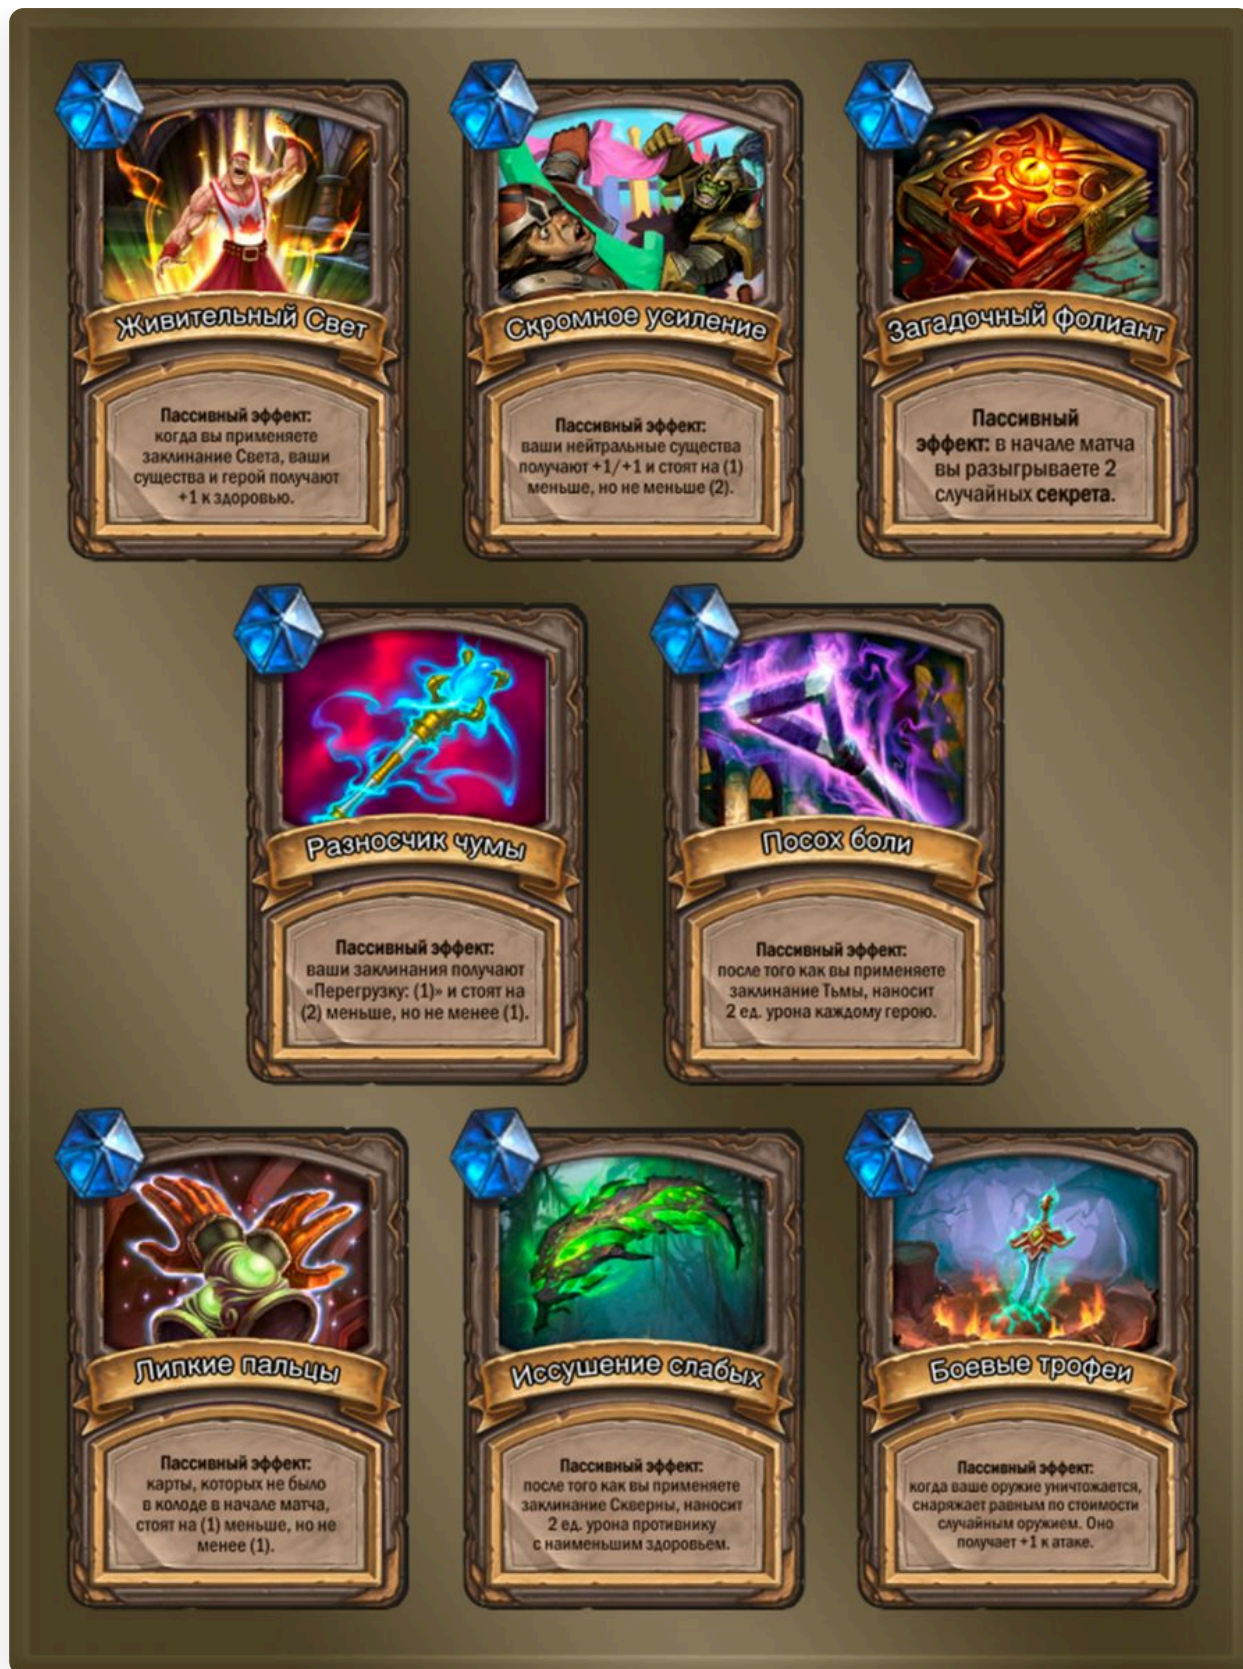 Живительный Свет
Пассивный эффект:
когда вы применяете
заклинание Света, ваши
существа и герой получают
+1 к здоровью.
Скромное усиление
Пассивный эффект:
ваши нейтральные существа
получают +1/+1 и стоят на (1)
меньше, но не меньше (2).
Загадочный фолиант
Пассивный
эффект: в начале матча
вы разыгрываете 2
случайных секрета.
Разносчик чумы
Пассивный эффект:
ваши заклинания получают
«Перегрузку: (1)» и стоят на
(2) меньше, но не менее (1).
Посох боли
Пассивный эффект:
после того как вы применяете
заклинание Тьмы, наносит
2 ед. урона каждому герою.
Липкие пальцы
Пассивный эффект:
карты, которых не было
в колоде в начале матча,
стоят на (1) меньше, но не
менее (1).
Иссушение слабых
Пассивный эффект:
после того как вы применяете
заклинание Скверны, наносит
2 ед. урона противнику
с наименьшим здоровьем.
Боевые трофеи
Пассивный эффект:
когда ваше оружие уничтожается,
снаряжает равным по стоимости
случайным оружием. Оно
получает +1 к атаке.